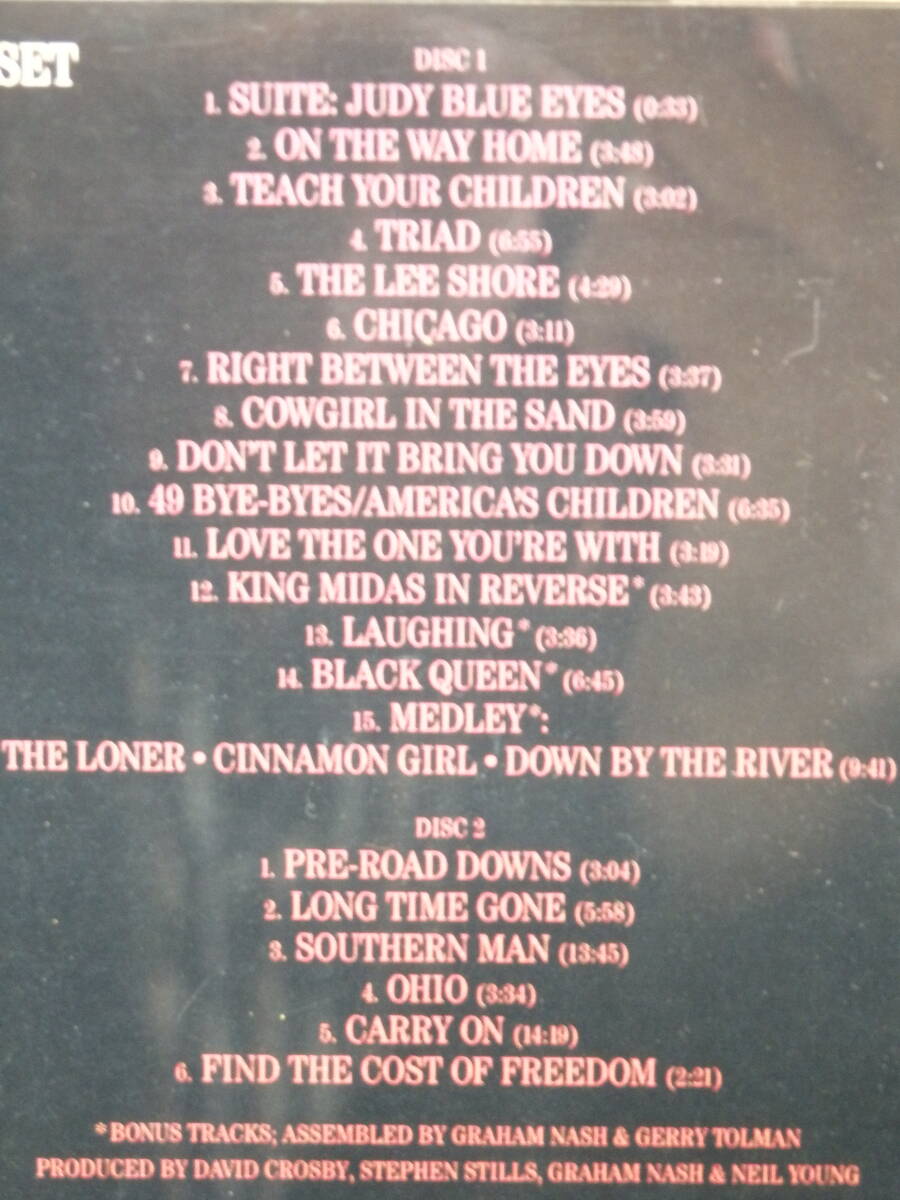 SET
DISC 1
1. SUITE: JUDY BLUE EYES (0:33)
2. ON THE WAY HOME (3:48)
3. TEACH YOUR CHILDREN (3:02)
4. TRIAD (6:55)
5. THE LEE SHORE (4:29)
6. CHICAGO (3:11)
7. RIGHT BETWEEN THE EYES (3:37)
8. COWGIRL IN THE SAND (3:59)
9. DON'T LET IT BRING YOU DOWN (3:31)
10. 49 BYE-BYES/AMERICA'S CHILDREN (6:35)
11. LOVE THE ONE YOU'RE WITH (3:19)
12. KING MIDAS IN REVERSE* (3:43)
13. LAUGHING* (3:36)
14. BLACK QUEEN* (6:45)
15. MEDLEY*:
THE LONER • CINNAMON GIRL • DOWN BY THE RIVER (9:41)
DISC 2
1. PRE-ROAD DOWNS (3:04)
2. LONG TIME GONE (5:58)
3. SOUTHERN MAN (13:45)
4. OHIO (3:34)
5. CARRY ON (14:19)
6. FIND THE COST OF FREEDOM (2:21)
*BONUS TRACKS; ASSEMBLED BY GRAHAM NASH & GERRY TOLMAN
PRODUCED BY DAVID CROSBY, STEPHEN STILLS, GRAHAM NASH & NEIL YOUNG